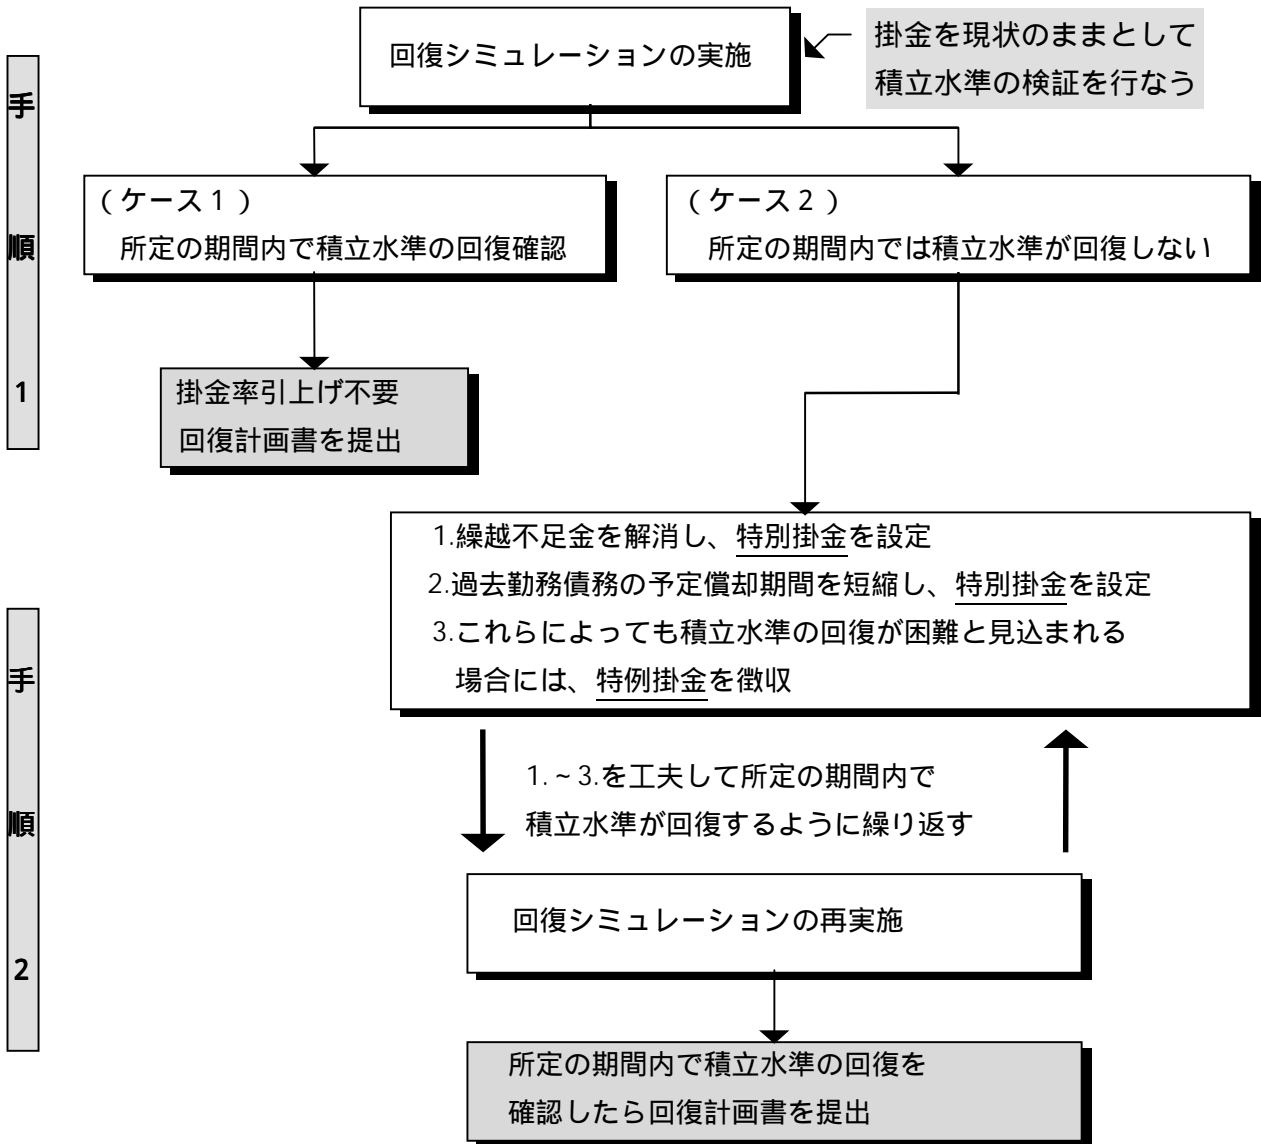 回復シミュレーションの実施
掛金を現状のままとして
積立水準の検証を行なう
手順1
(ケース1)
所定の期間内で積立水準の回復確認
(ケース2)
所定の期間内では積立水準が回復しない
掛金率引上げ不要
回復計画書を提出
1.繰越不足金を解消し、特別掛金を設定
2.過去勤務債務の予定償却期間を短縮し、特別掛金を設定
3.これらによっても積立水準の回復が困難と見込まれる
場合には、特例掛金を徴収
手順2
1.~3.を工夫して所定の期間内で
積立水準が回復するように繰り返す
回復シミュレーションの再実施
所定の期間内で積立水準の回復を
確認したら回復計画書を提出